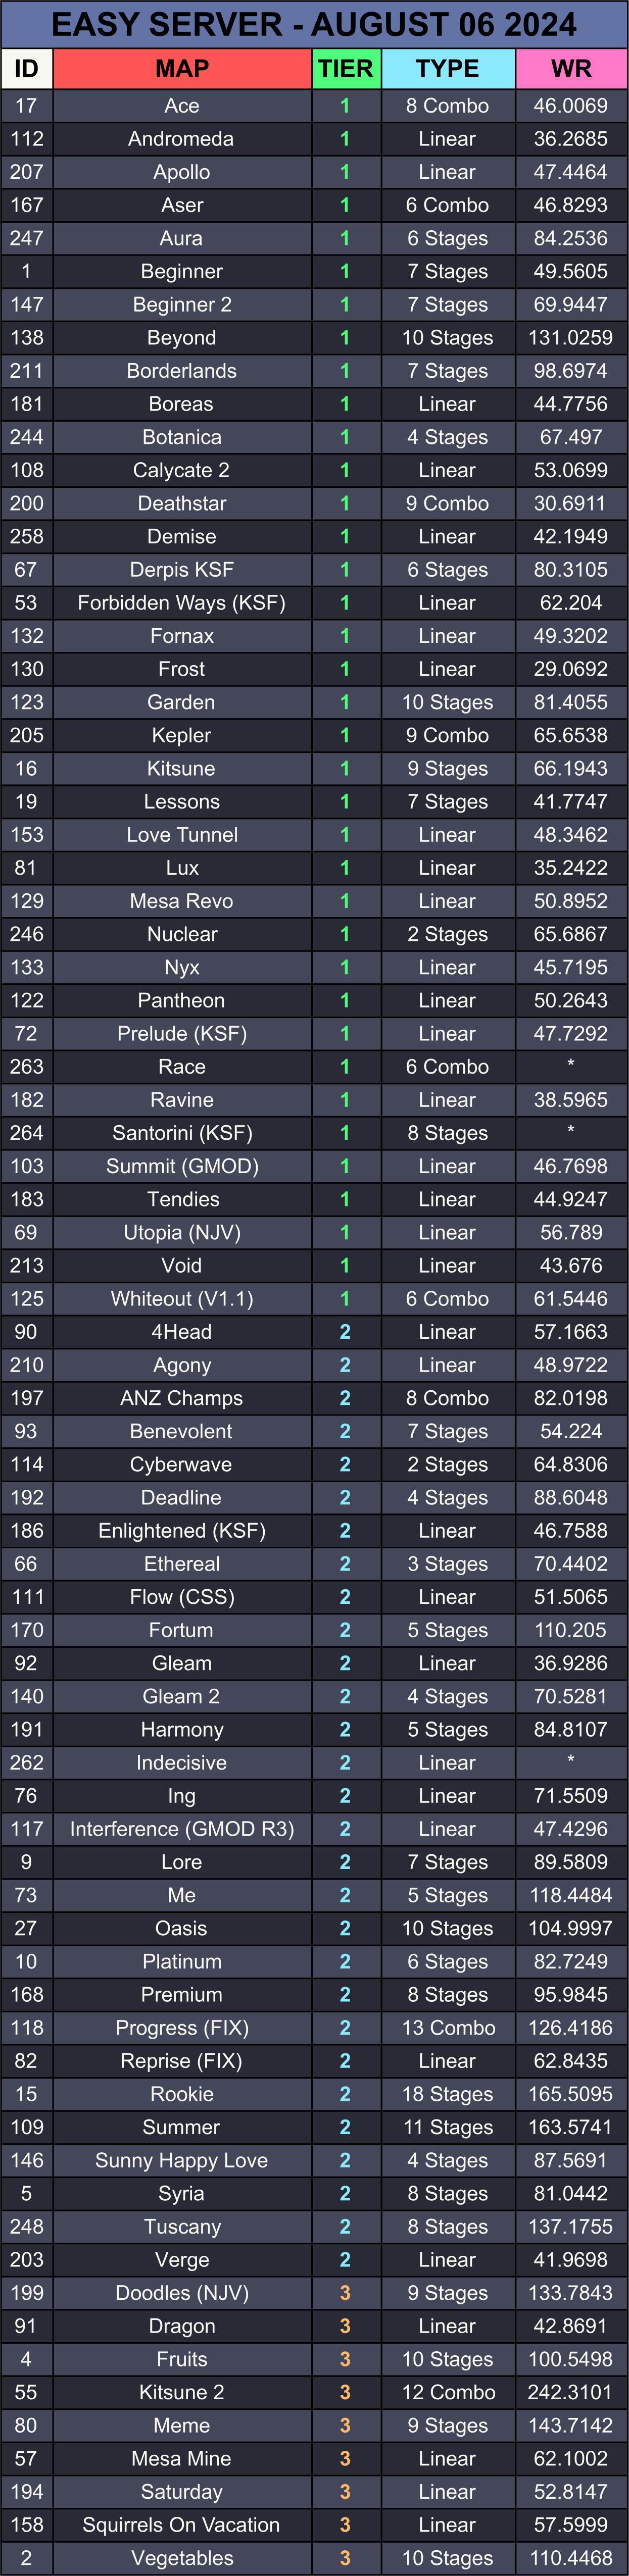 EASY SERVER - AUGUST 06 2024
ID MAP TIER TYPE WR
17 Ace 1 8 Combo 46.0069
112 Andromeda 1 Linear 36.2685
207 Apollo 1 Linear 47.4464
167 Aser 1 6 Combo 46.8293
247 Aura 1 6 Stages 84.2536
1 Beginner 1 7 Stages 49.5605
147 Beginner 2 1 7 Stages 69.9447
138 Beyond 1 10 Stages 131.0259
211 Borderlands 1 7 Stages 98.6974
181 Boreas 1 Linear 44.7756
244 Botanica 1 4 Stages 67.497
108 Calycate 2 1 Linear 53.0699
200 Deathstar 1 9 Combo 30.6911
258 Demise 1 Linear 42.1949
67 Derpis KSF 1 6 Stages 80.3105
53 Forbidden Ways (KSF) 1 Linear 62.204
132 Fornax 1 Linear 49.3202
130 Frost 1 Linear 29.0692
123 Garden 1 10 Stages 81.4055
205 Kepler 1 9 Combo 65.6538
16 Kitsune 1 9 Stages 66.1943
19 Lessons 1 7 Stages 41.7747
153 Love Tunnel 1 Linear 48.3462
81 Lux 1 Linear 35.2422
129 Mesa Revo 1 Linear 50.8952
246 Nuclear 1 2 Stages 65.6867
133 Nyx 1 Linear 45.7195
122 Pantheon 1 Linear 50.2643
72 Prelude (KSF) 1 Linear 47.7292
263 Race 1 6 Combo *
182 Ravine 1 Linear 38.5965
264 Santorini (KSF) 1 8 Stages *
103 Summit (GMOD) 1 Linear 46.7698
183 Tendies 1 Linear 44.9247
69 Utopia (NJV) 1 Linear 56.789
213 Void 1 Linear 43.676
125 Whiteout (V1.1) 1 6 Combo 61.5446
90 4Head 2 Linear 57.1663
210 Agony 2 Linear 48.9722
197 ANZ Champs 2 8 Combo 82.0198
93 Benevolent 2 7 Stages 54.224
114 Cyberwave 2 2 Stages 64.8306
192 Deadline 2 4 Stages 88.6048
186 Enlightened (KSF) 2 Linear 46.7588
66 Ethereal 2 3 Stages 70.4402
111 Flow (CSS) 2 Linear 51.5065
170 Fortum 2 5 Stages 110.205
92 Gleam 2 Linear 36.9286
140 Gleam 2 2 4 Stages 70.5281
191 Harmony 2 5 Stages 84.8107
262 Indecisive 2 Linear *
76 Ing 2 Linear 71.5509
117 Interference (GMOD R3) 2 Linear 47.4296
9 Lore 2 7 Stages 89.5809
73 Me 2 5 Stages 118.4484
27 Oasis 2 10 Stages 104.9997
10 Platinum 2 6 Stages 82.7249
168 Premium 2 8 Stages 95.9845
118 Progress (FIX) 2 13 Combo 126.4186
82 Reprise (FIX) 2 Linear 62.8435
15 Rookie 2 18 Stages 165.5095
109 Summer 2 11 Stages 163.5741
146 Sunny Happy Love 2 4 Stages 87.5691
5 Syria 2 8 Stages 81.0442
248 Tuscany 2 8 Stages 137.1755
203 Verge 2 Linear 41.9698
199 Doodles (NJV) 3 9 Stages 133.7843
91 Dragon 3 Linear 42.8691
4 Fruits 3 10 Stages 100.5498
55 Kitsune 2 3 12 Combo 242.3101
80 Meme 3 9 Stages 143.7142
57 Mesa Mine 3 Linear 62.1002
194 Saturday 3 Linear 52.8147
158 Squirrels On Vacation 3 Linear 57.5999
2 Vegetables 3 10 Stages 110.4468